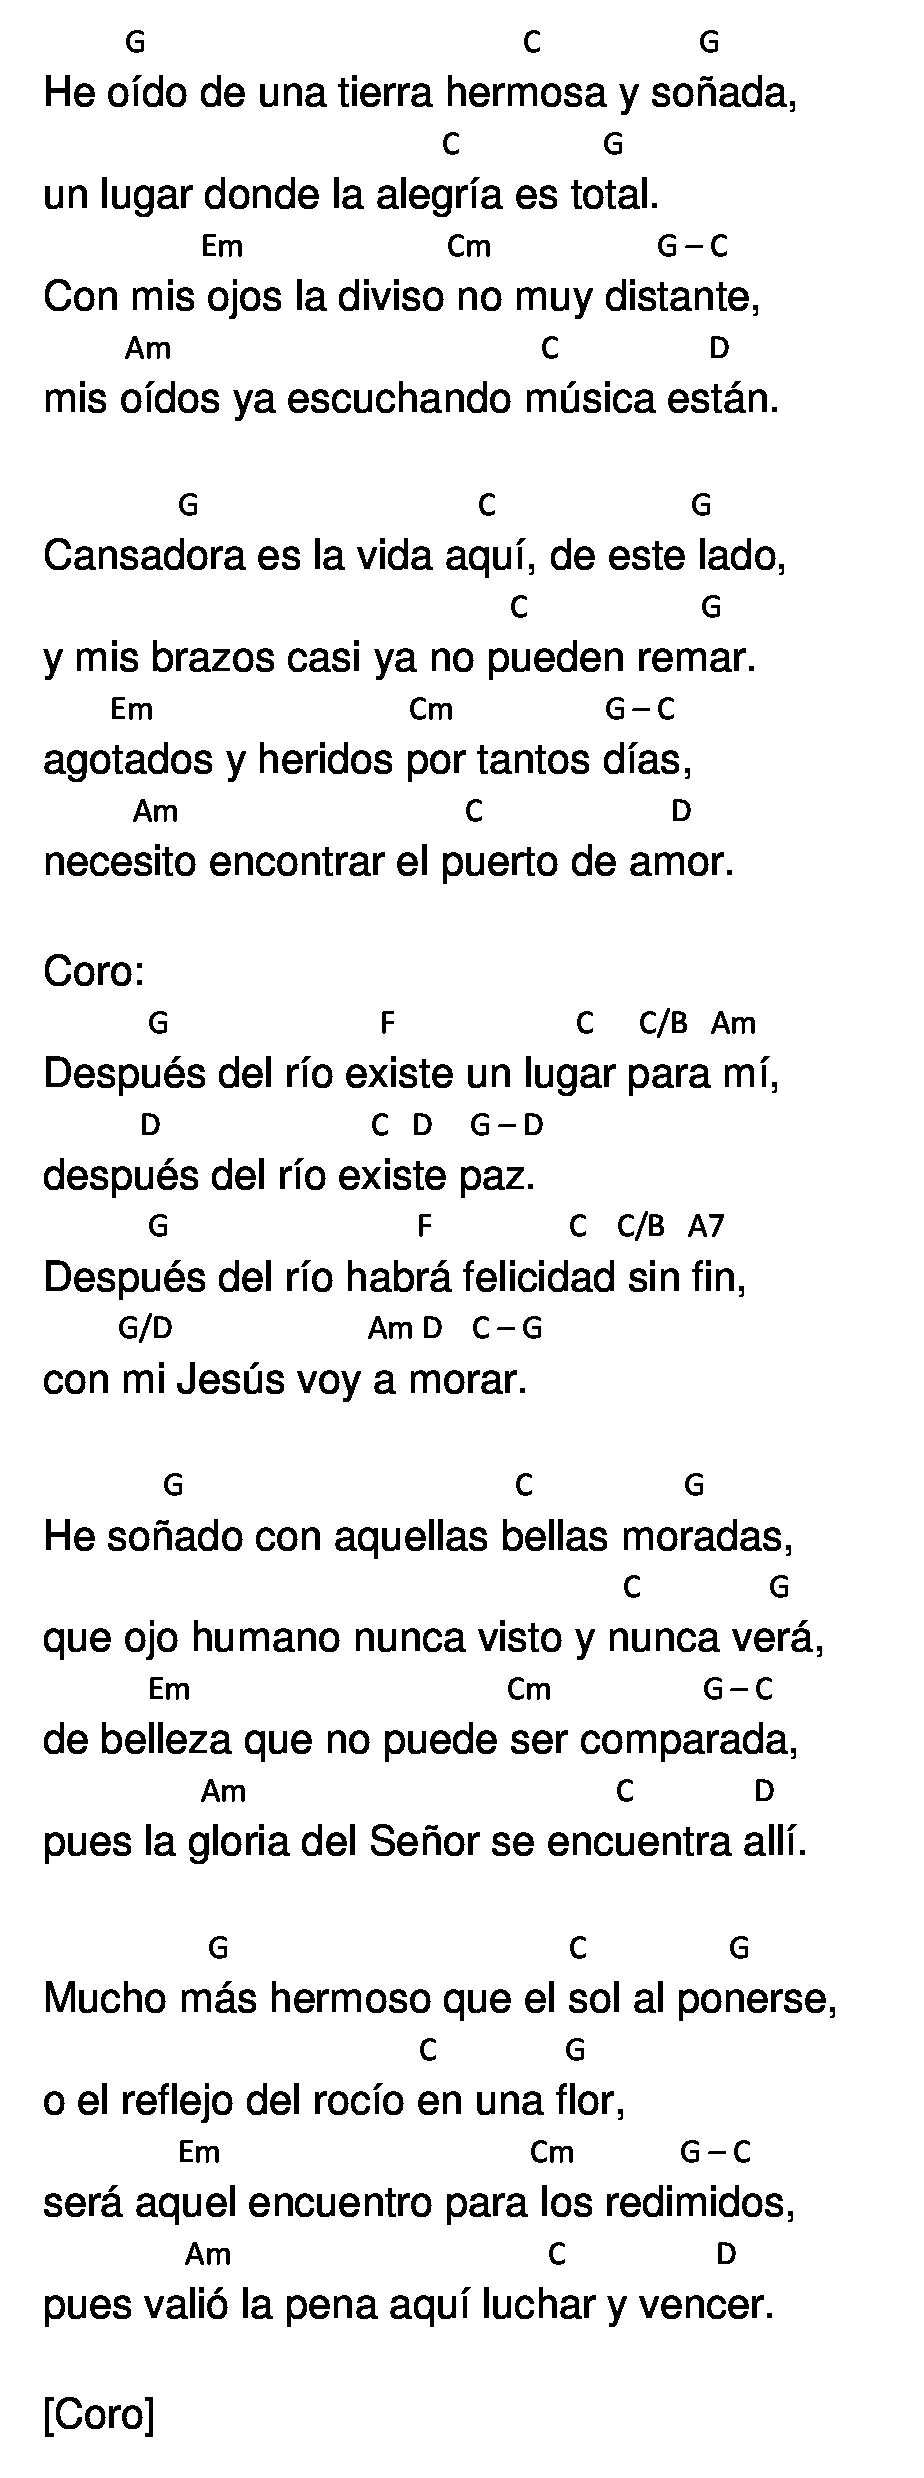 G C G
He oído de una tierra hermosa y soñada,
C G
un lugar donde la alegría es total.
Em Cm G – C
Con mis ojos la diviso no muy distante,
Am C D
mis oídos ya escuchando música están.
G C G
Cansadora es la vida aquí, de este lado,
C G
y mis brazos casi ya no pueden remar.
Em Cm G – C
agotados y heridos por tantos días,
Am C D
necesito encontrar el puerto de amor.
Coro:
G F C C/B Am
Después del río existe un lugar para mí,
D C D G – D
después del río existe paz.
G F C C/B A7
Después del río habrá felicidad sin fin,
G/D Am D C – G
con mi Jesús voy a morar.
G C G
He soñado con aquellas bellas moradas,
C G
que ojo humano nunca visto y nunca verá,
Em Cm G – C
de belleza que no puede ser comparada,
Am C D
pues la gloria del Señor se encuentra allí.
G C G
Mucho más hermoso que el sol al ponerse,
C G
o el reflejo del rocío en una flor,
Em Cm G – C
será aquel encuentro para los redimidos,
Am C D
pues valió la pena aquí luchar y vencer.
[Coro]